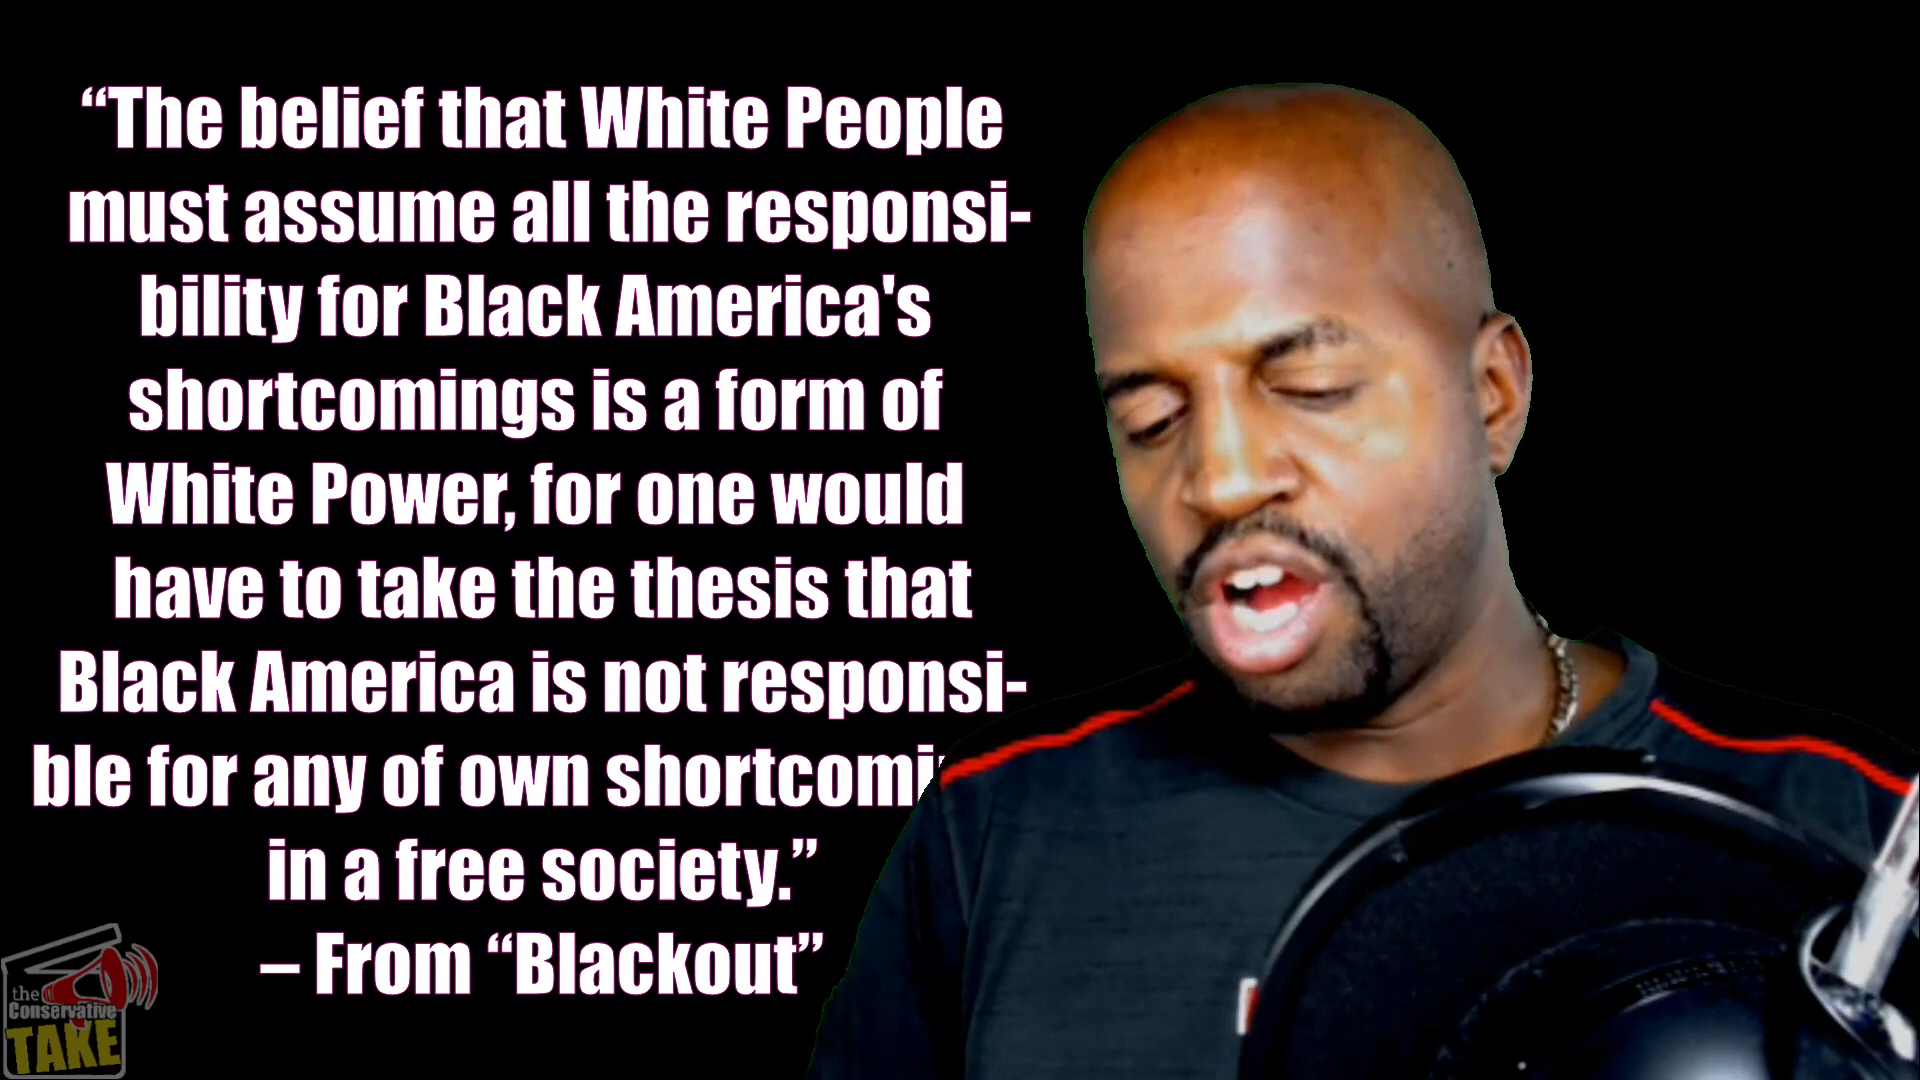 “The belief that White People
must assume all the responsi-
bility for Black America's
shortcomings is a form of
White Power, for one would
have to take the thesis that
Black America is not responsi-
ble for any of own
in a free society.”
– From “Blackout”
the
Conservative
TAKE